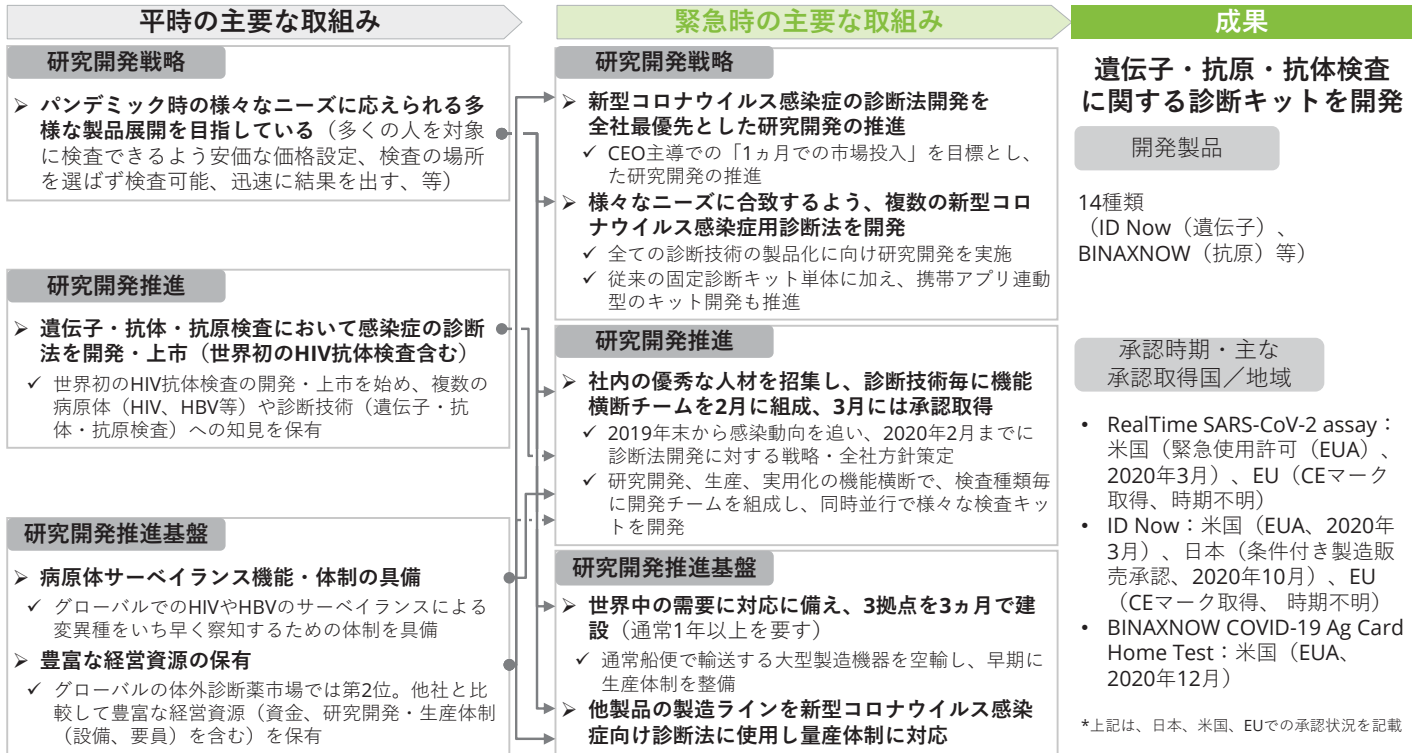 平時の主要な取組み
研究開発戦略
➢ パンデミック時の様々なニーズに応えられる多
様な製品展開を目指している（多くの人を対象
に検査できるよう安価な価格設定、検査の場所
を選ばず検査可能、迅速に結果を出す、等）
研究開発推進
➢ 遺伝子・抗体・抗原検査において感染症の診断
法を開発・上市（世界初のHIV抗体検査含む）
✓ 世界初のHIV抗体検査の開発・上市を始め、複数の
病原体（HIV、HBV等）や診断技術（遺伝子・抗
体・抗原検査）への知見を保有
研究開発推進基盤
➢ 病原体サーベイランス機能・体制の具備
✓ グローバルでのHIVやHBVのサーベイランスによる
変異種をいち早く察知するための体制を具備
➢ 豊富な経営資源の保有
✓ グローバルの体外診断薬市場では第2位。他社と比
較して豊富な経営資源（資金、研究開発・生産体制
（設備、要員）を含む）を保有
緊急時の主要な取組み
研究開発戦略
➢ 新型コロナウイルス感染症の診断法開発を
全社最優先とした研究開発の推進
✓ CEO主導での「1ヵ月での市場投入」を目標とし、
た研究開発の推進
➢ 様々なニーズに合致するよう、複数の新型コロ
ナウイルス感染症用診断法を開発
✓ 全ての診断技術の製品化に向け研究開発を実施
✓ 従来の固定診断キット単体に加え、携帯アプリ連動
型のキット開発も推進
研究開発推進
➢ 社内の優秀な人材を招集し、診断技術毎に機能
横断チームを2月に組成、3月には承認取得
✓ 2019年末から感染動向を追い、2020年2月までに
診断法開発に対する戦略・全社方針策定
✓ 研究開発、生産、実用化の機能横断で、検査種類毎
に開発チームを組成し、同時並行で様々な検査キッ
トを開発
研究開発推進基盤
➢ 世界中の需要に対応に備え、3拠点を3ヵ月で建
設（通常1年以上を要す）
✓ 通常船便で輸送する大型製造機器を空輸し、早期に
生産体制を整備
➢ 他製品の製造ラインを新型コロナウイルス感染
症向け診断法に使用し量産体制に対応
成果
遺伝子・抗原・抗体検査
に関する診断キットを開発
開発製品
14種類
（ID Now（遺伝子）、
BINAXNOW（抗原）等）
承認時期・主な
承認取得国／地域
• RealTime SARS-CoV-2 assay：
米国（緊急使用許可（EUA）、
2020年3月）、EU（CEマーク
取得、時期不明）
• ID Now：米国（EUA、2020年
3月）、日本（条件付き製造販
売承認、2020年10月）、EU
（CEマーク取得、 時期不明）
• BINAXNOW COVID-19 Ag Card
Home Test：米国（EUA、
2020年12月）
*上記は、日本、米国、EUでの承認状況を記載